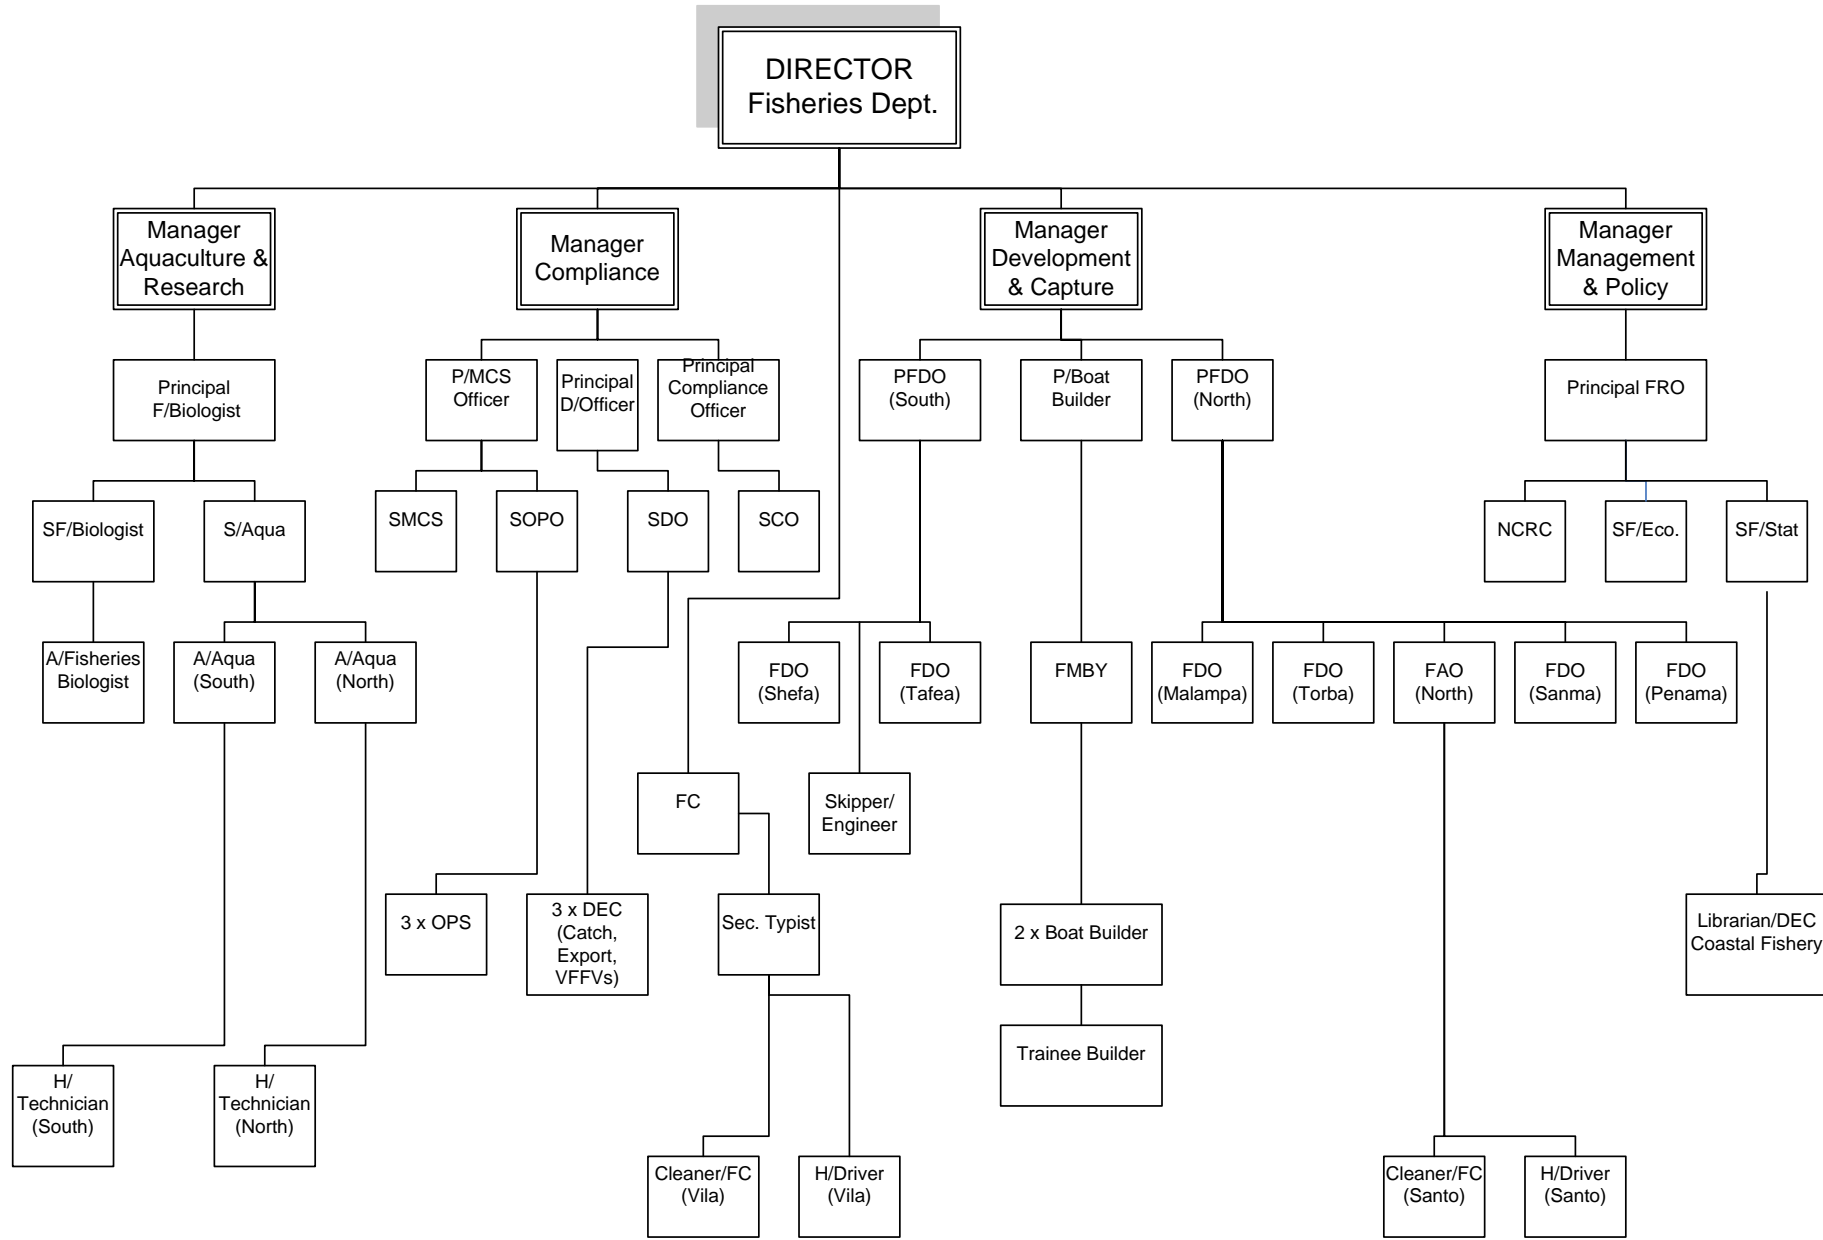 DIRECTOR
Fisheries Dept.
Manager
Aquaculture &
Research
Manager
Compliance
Manager
Development
& Capture
Manager
Management
& Policy
Principal
F/Biologist
P/MCS
Officer
Principal
D/Officer
Principal
Compliance
Officer
PFDO
(South)
P/Boat
Builder
PFDO
(North)
Principal FRO
SF/Biologist
S/Aqua
SMCS
SOPO
SDO
SCO
NCRC
SF/Eco.
SF/Stat
A/Fisheries
Biologist
A/Aqua
(South)
A/Aqua
(North)
FDO
(Shefa)
FDO
(Tafea)
FMBY
FDO
(Malampa)
FDO
(Torba)
FAO
(North)
FDO
(Sanma)
FDO
(Penama)
FC
Skipper/
Engineer
3 x OPS
3 x DEC
(Catch,
Export,
VFFVs)
Sec. Typist
2 x Boat Builder
Librarian/DEC
Coastal Fishery
Trainee Builder
H/
Technician
(South)
H/
Technician
(North)
Cleaner/FC
(Vila)
H/Driver
(Vila)
Cleaner/FC
(Santo)
H/Driver
(Santo)